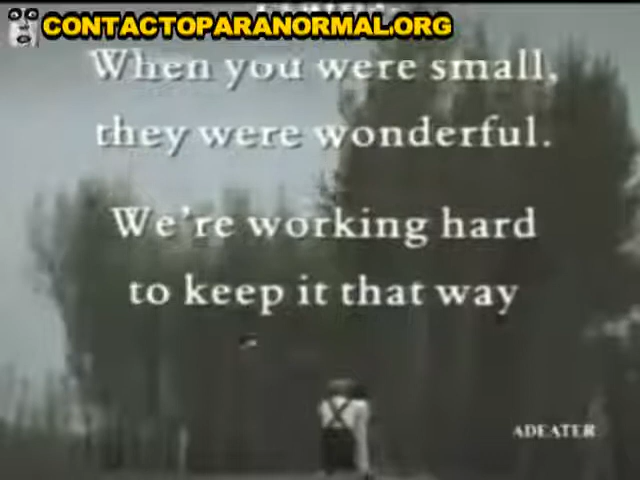 CONTACTOPARANORMAL.ORG
When you were small,
they were wonderful.
We're working hard
to keep it that way
ADEATER